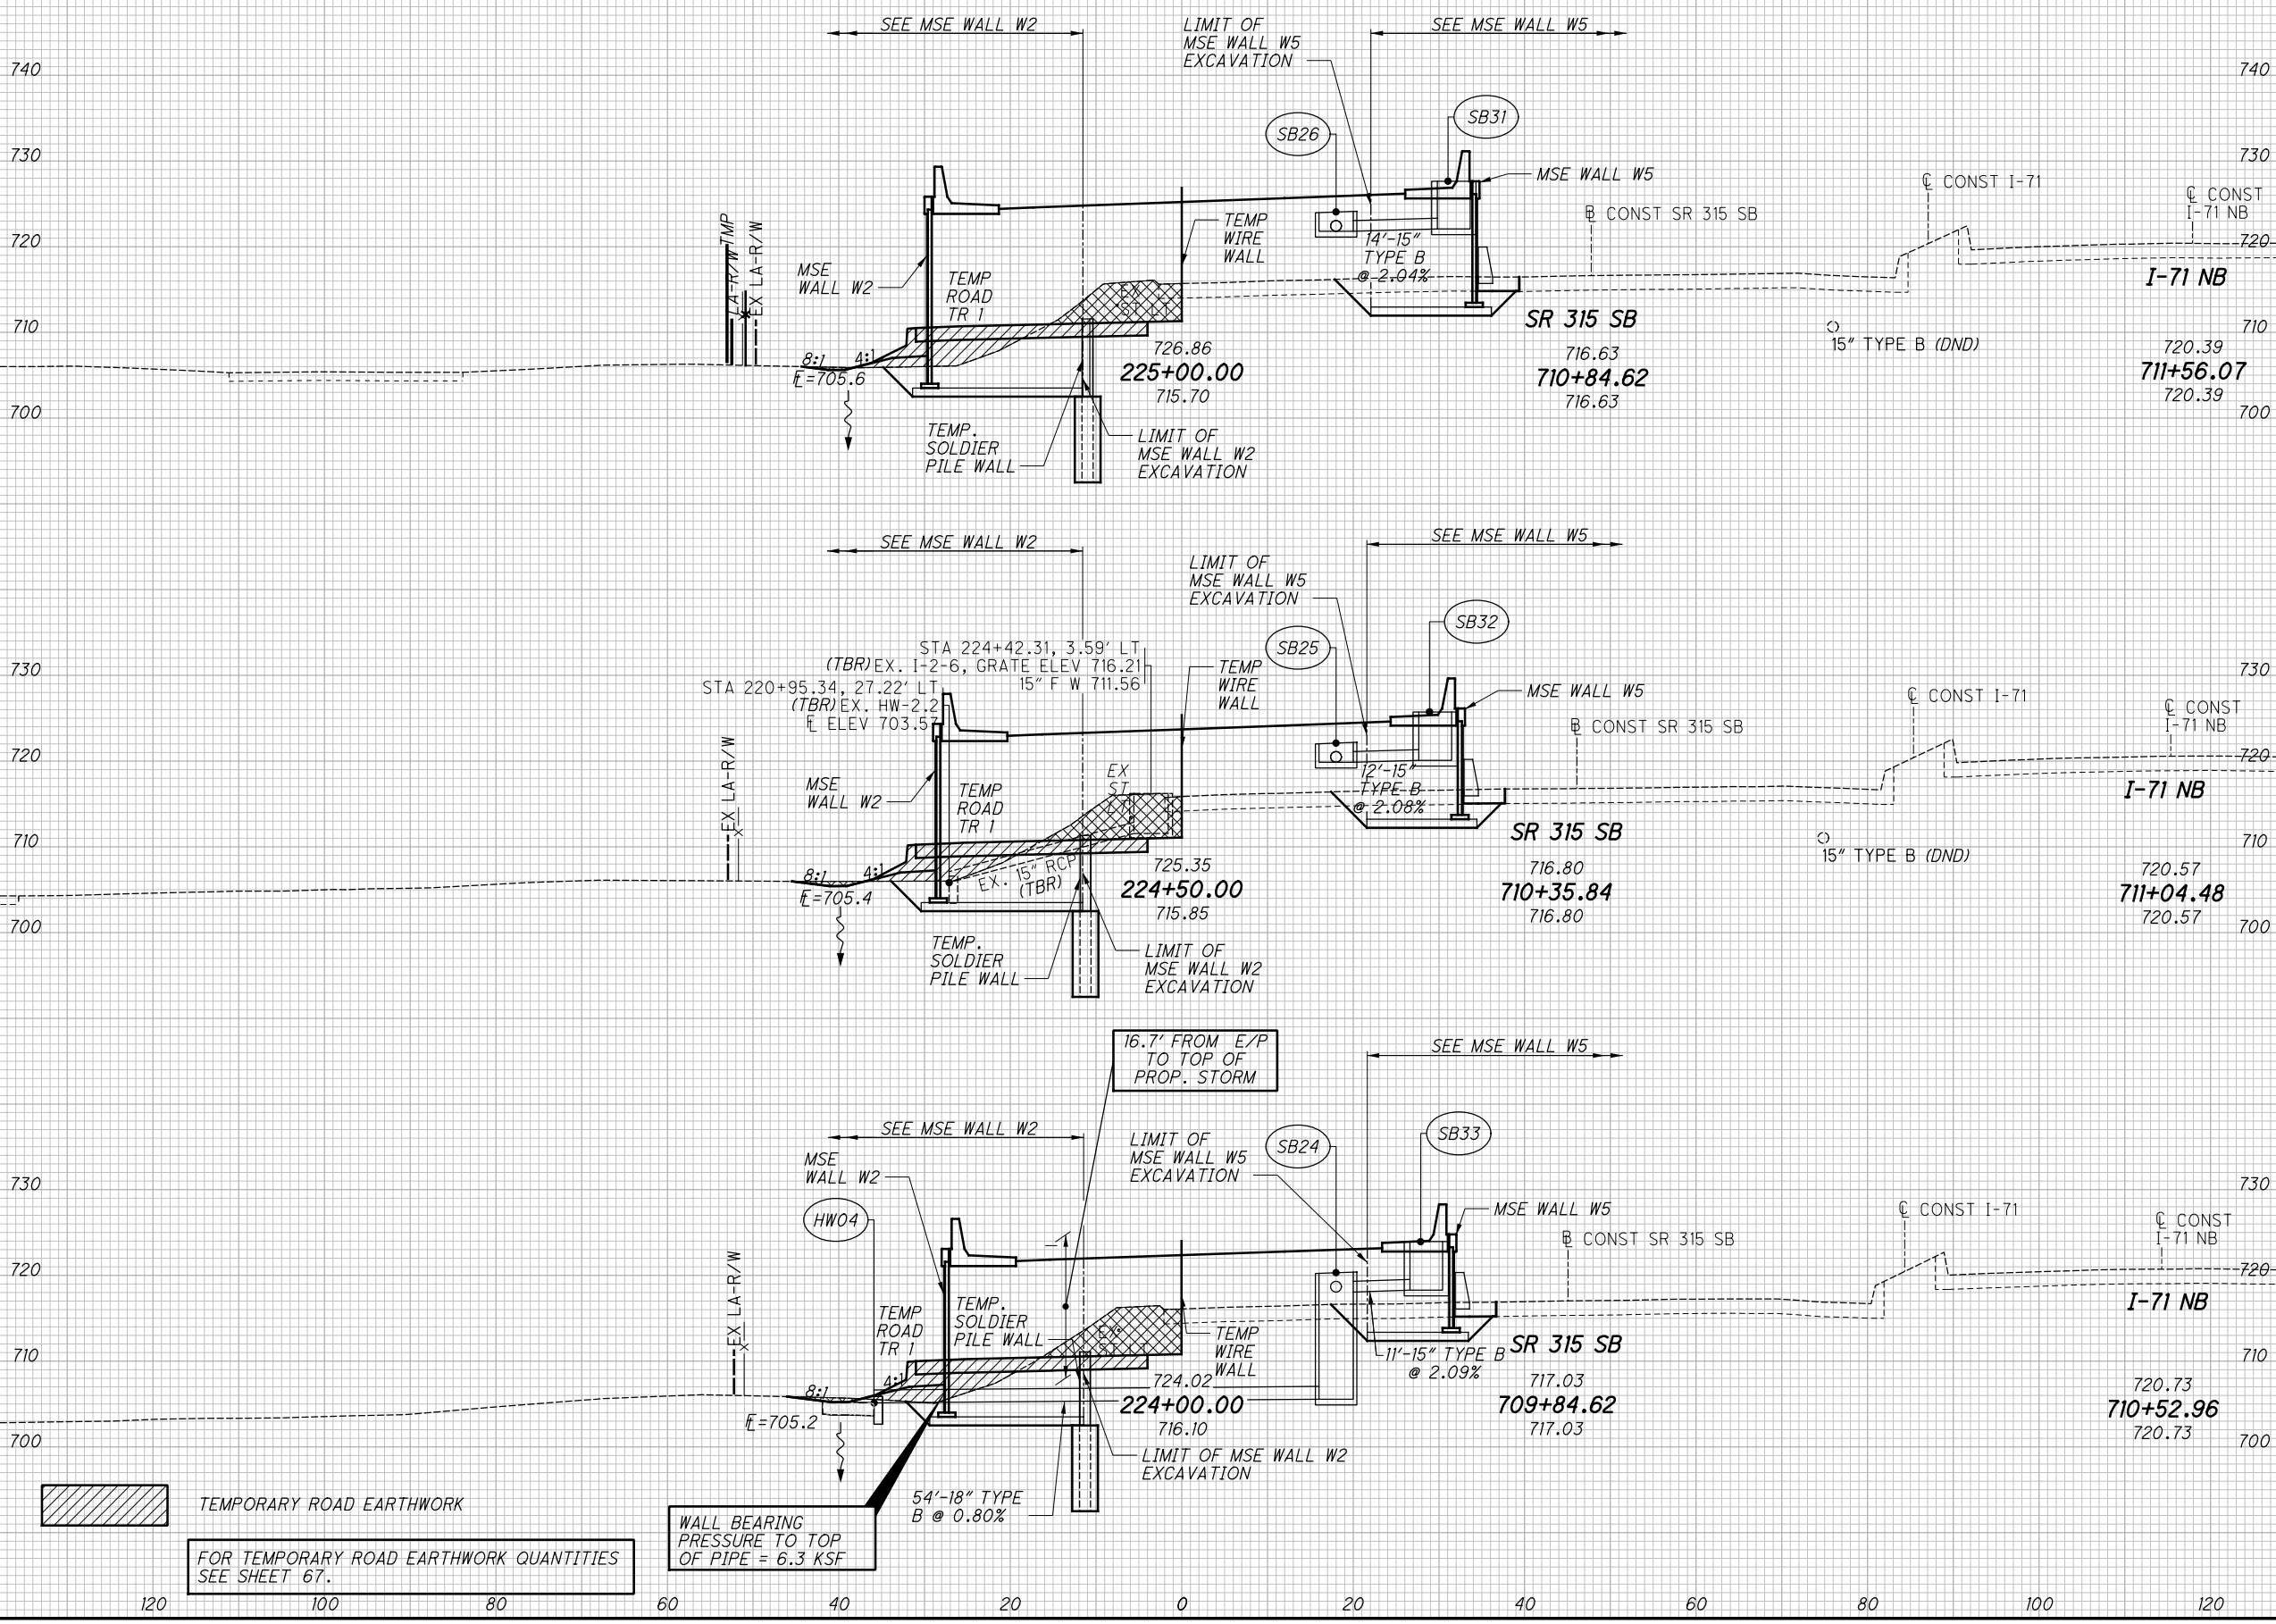 SEE MSE WALL W2
LIMIT OF
MSE WALL W5
EXCAVATION
SEE MSE WALL W5
740
740
SB31
SB26
730
730
MSE WALL W5
℄ CONST I-71
℄ CONST
I-71 NB
LA-R/W TMP
EX LA-R/W
X
TEMP
WIRE
WALL
B CONST SR 315 SB
720
720
14'-15"
TYPE B
@ 2.04%
MSE
WALL W2
TEMP
ROAD
TR 1
I-71 NB
710
SR 315 SB
710
15" TYPE B (DND)
8:1
4:1
726.86
716.63
720.39
℄=705.6
225+00.00
710+84.62
711+56.07
715.70
716.63
720.39
700
700
TEMP.
SOLDIER
PILE WALL
LIMIT OF
MSE WALL W2
EXCAVATION
SEE MSE WALL W2
SEE MSE WALL W5
LIMIT OF
MSE WALL W5
EXCAVATION
SB32
SB25
STA 224+42.31, 3.59' LT
(TBR) EX. I-2-6, GRATE ELEV 716.21
15" F W 711.56
STA 220+95.34, 27.22' LT
(TBR) EX. HW-2.2
℄ ELEV 703.57
730
730
TEMP
WIRE
WALL
MSE WALL W5
℄ CONST I-71
℄ CONST
I-71 NB
B CONST SR 315 SB
EX LA-R/W
X
720
720
MSE
WALL W2
TEMP
ROAD
TR 1
EX
ST
12'-15"
TYPE B
@ 2.08%
I-71 NB
710
SR 315 SB
710
15" TYPE B (DND)
8:1
4:1
EX. 15" RCP
(TBR)
725.35
716.80
720.57
℄=705.4
224+50.00
710+35.84
711+04.48
715.85
716.80
720.57
700
700
TEMP.
SOLDIER
PILE WALL
LIMIT OF
MSE WALL W2
EXCAVATION
16.7' FROM E/P
TO TOP OF
PROP. STORM
SEE MSE WALL W5
SEE MSE WALL W2
LIMIT OF
MSE WALL W5
EXCAVATION
SB24
SB33
MSE
WALL W2
730
730
HW04
MSE WALL W5
℄ CONST I-71
℄ CONST
I-71 NB
B CONST SR 315 SB
EX LA-R/W
X
720
720
TEMP
ROAD
TR 1
TEMP.
SOLDIER
PILE WALL
TEMP
WIRE
WALL
I-71 NB
710
11'-15" TYPE B
@ 2.09%
SR 315 SB
710
8:1
4:1
724.02
717.03
720.73
℄=705.2
224+00.00
709+84.62
710+52.96
716.10
717.03
720.73
700
700
LIMIT OF MSE WALL W2
EXCAVATION
54'-18" TYPE
B @ 0.80%
TEMPORARY ROAD EARTHWORK
WALL BEARING
PRESSURE TO TOP
OF PIPE = 6.3 KSF
FOR TEMPORARY ROAD EARTHWORK QUANTITIES
SEE SHEET 67.
120 100 80 60 40 20 0 20 40 60 80 100 120